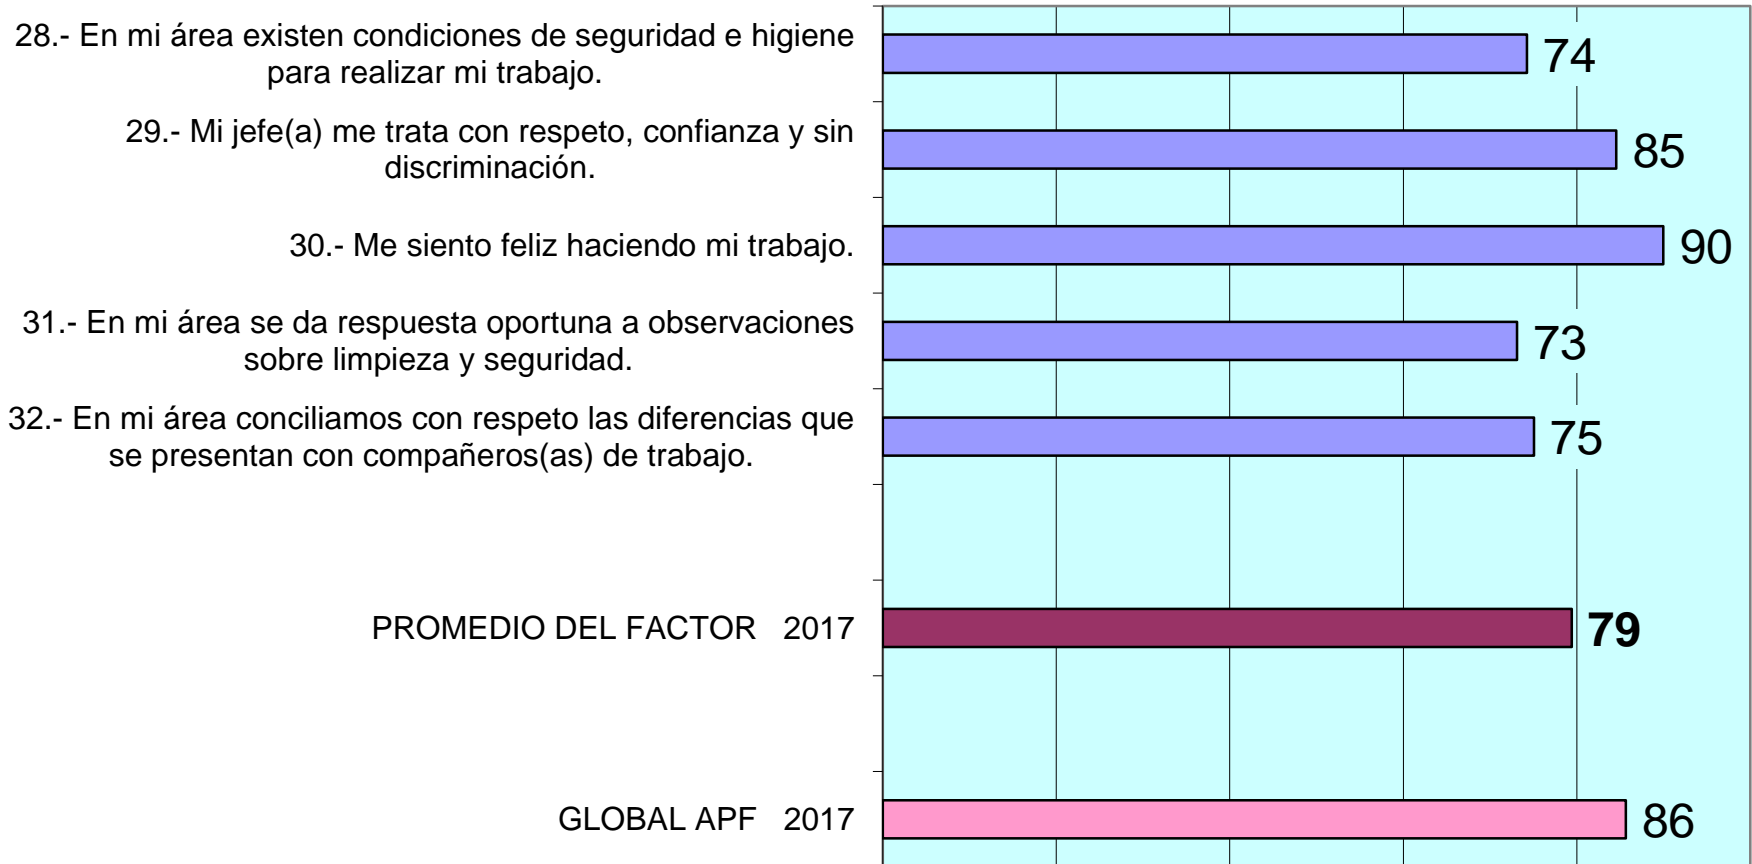 28.- En mi área existen condiciones de seguridad e higiene
para realizar mi trabajo.
74
29.- Mi jefe(a) me trata con respeto, confianza y sin
discriminación.
85
30.- Me siento feliz haciendo mi trabajo.
90
31.- En mi área se da respuesta oportuna a observaciones
sobre limpieza y seguridad.
73
32.- En mi área conciliamos con respeto las diferencias que
se presentan con compañeros(as) de trabajo.
75
PROMEDIO DEL FACTOR 2017
79
GLOBAL APF 2017
86